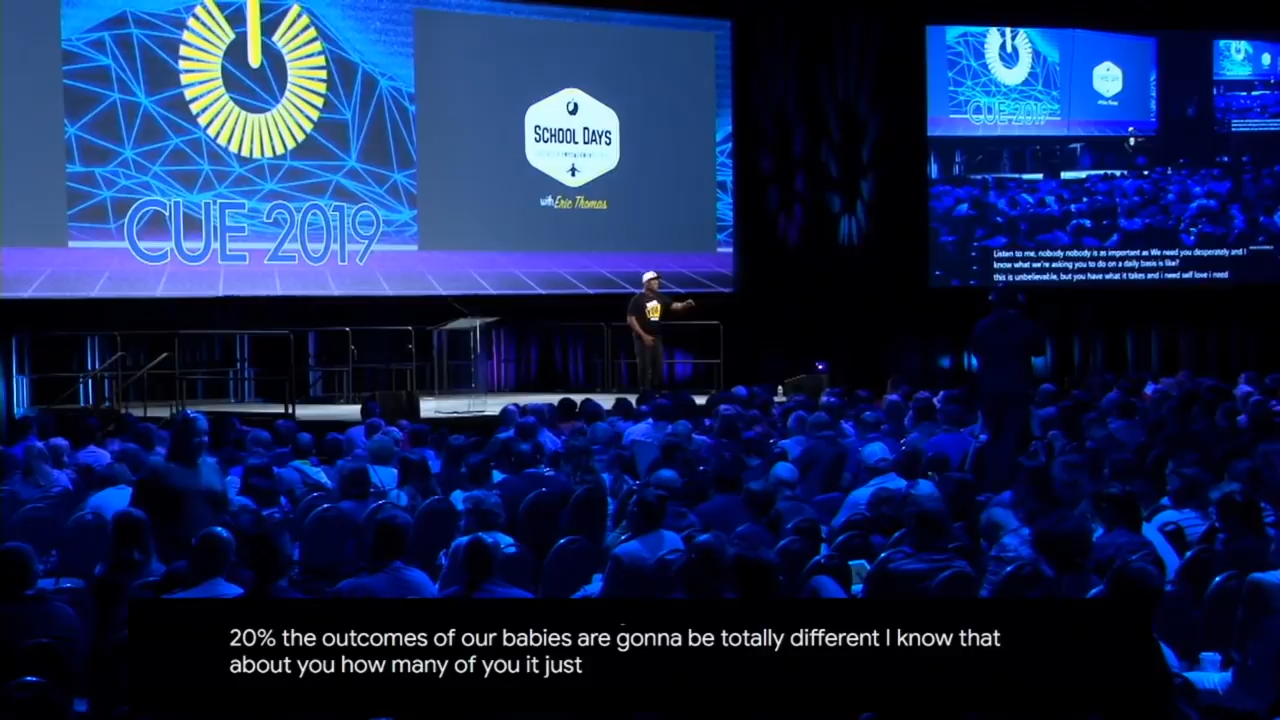 CUE 2019
SCHOOL DAYS
with Eric Thomas
CUE 2019
Listen to me, nobody nobody is as important as We need you desperately and I
know what we're asking you to do on a daily basis is like?
this is unbelievable, but you have what it takes and i need self love i need
20% the outcomes of our babies are gonna be totally different I know that
about you how many of you it just